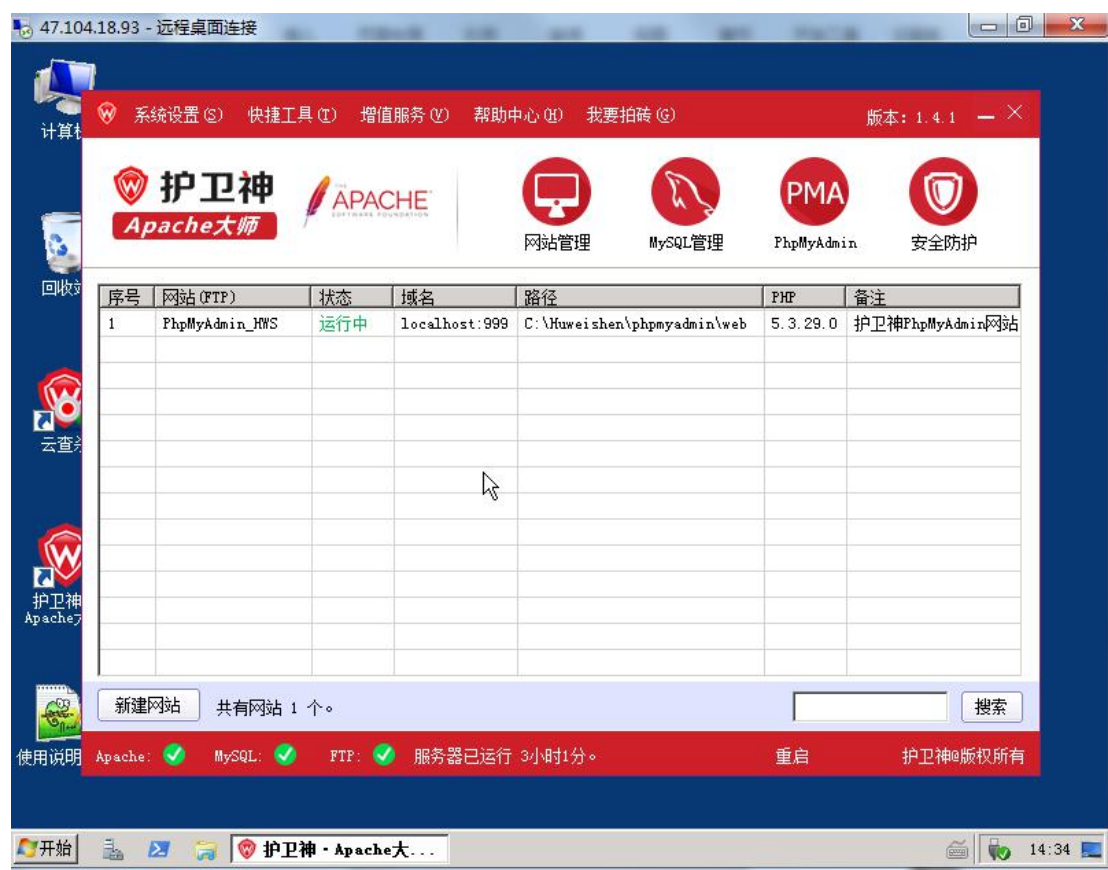 47.104.18.93 - 远程桌面连接
计算机
系统设置(S) 快捷工具(T) 增值服务(V) 帮助中心(H) 我要拍砖(G) 版本: 1.4.1
护卫神
Apache大师
THE
APACHE
SOFTWARE FOUNDATION
PMA
网站管理 MySQL管理 PhpMyAdmin 安全防护
回收站
序号 网站(FTP) 状态 域名 路径 PHP 备注
1 PhpMyAdmin_HWS 运行中 localhost:999 C:\Huweishen\phpmyadmin\web 5.3.29.0 护卫神PhpMyAdmin网站
云查杀
护卫神
Apache大
新建网站 共有网站 1 个。 搜索
使用说明
Apache: MySQL: FTP: 服务器已运行 3小时1分。 重启 护卫神@版权所有
开始 护卫神·Apache大... 14:34